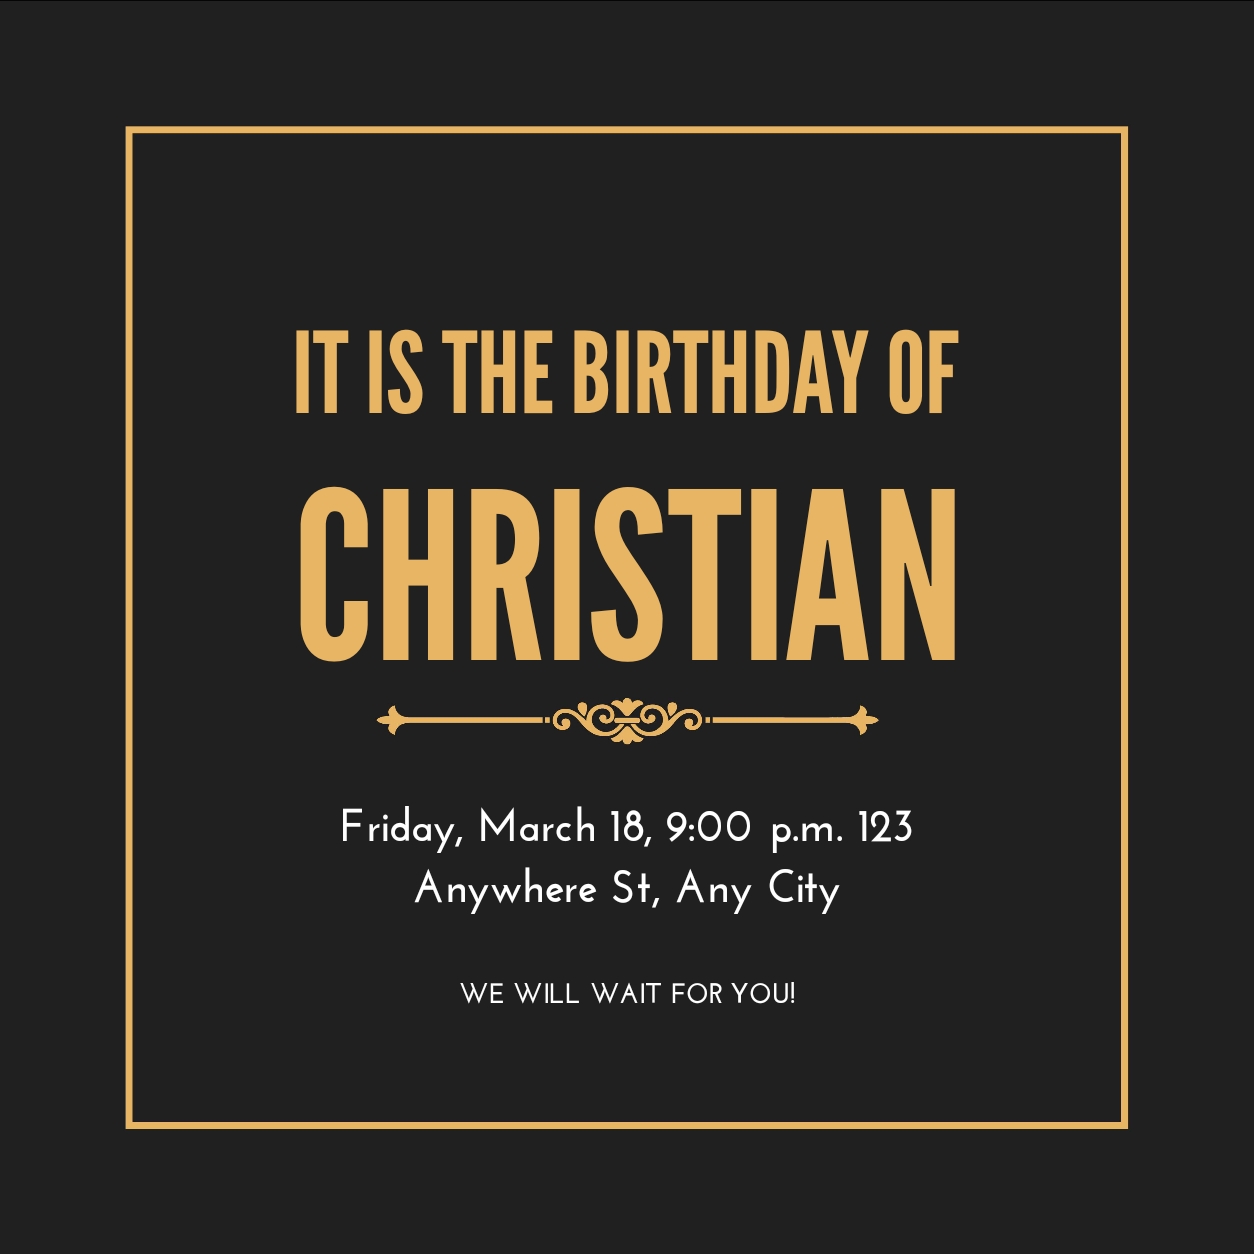 IT IS THE BIRTHDAY OF
CHRISTIAN
Friday, March 18, 9:00 p.m. 123
Anywhere St, Any City
WE WILL WAIT FOR YOU!